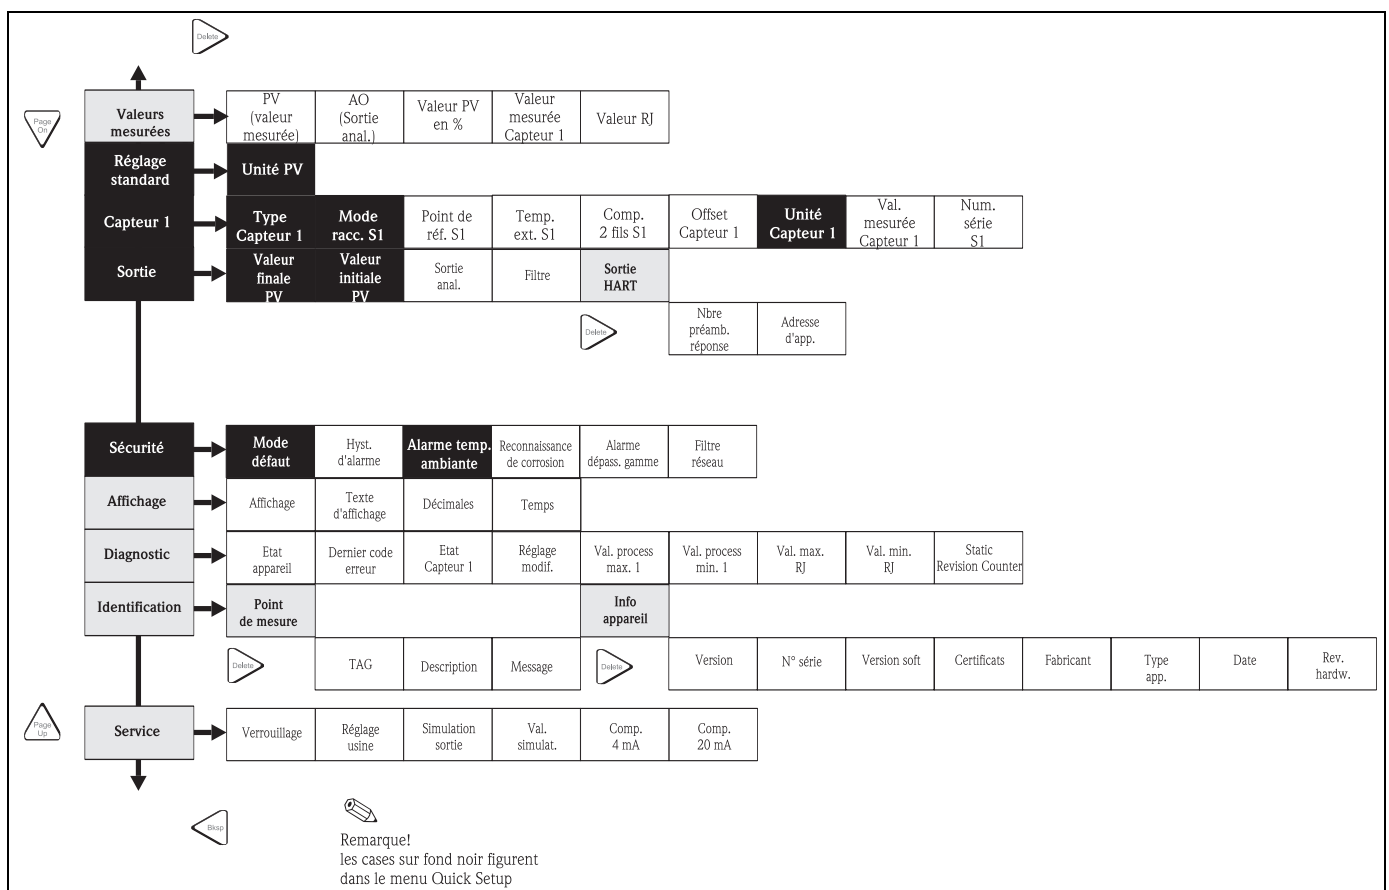 Delete
Page
On
Valeurs
mesurées
PV
(valeur
mesurée)
AO
(Sortie
anal.)
Valeur PV
en %
Valeur
mesurée
Capteur 1
Valeur RJ
Réglage
standard
Unité PV
Capteur 1
Type
Capteur 1
Mode
racc. S1
Point de
réf. S1
Temp.
ext. S1
Comp.
2 fils S1
Offset
Capteur 1
Unité
Capteur 1
Val.
mesurée
Capteur 1
Num.
série
S1
Sortie
Valeur
finale
PV
Valeur
initiale
PV
Sortie
anal.
Filtre
Sortie
HART
Delete
Nbre
préamb.
réponse
Adresse
d'app.
Sécurité
Mode
défaut
Hyst.
d'alarme
Alarme temp.
ambiante
Reconnaissance
de corrosion
Alarme
dépass. gamme
Filtre
réseau
Affichage
Affichage
Texte
d'affichage
Décimales
Temps
Diagnostic
Etat
appareil
Dernier code
erreur
Etat
Capteur 1
Réglage
modif.
Val. process
max. 1
Val. process
min. 1
Val. max.
RJ
Val. min.
RJ
Static
Revision Counter
Identification
Point
de mesure
Info
appareil
Delete
TAG
Description
Message
Delete
Version
N° série
Version soft
Certificats
Fabricant
Type
app.
Date
Rev.
hardw.
Page
Up
Service
Verrouillage
Réglage
usine
Simulation
sortie
Val.
simulat.
Comp.
4 mA
Comp.
20 mA
Bksp
Remarque!
les cases sur fond noir figurent
dans le menu Quick Setup